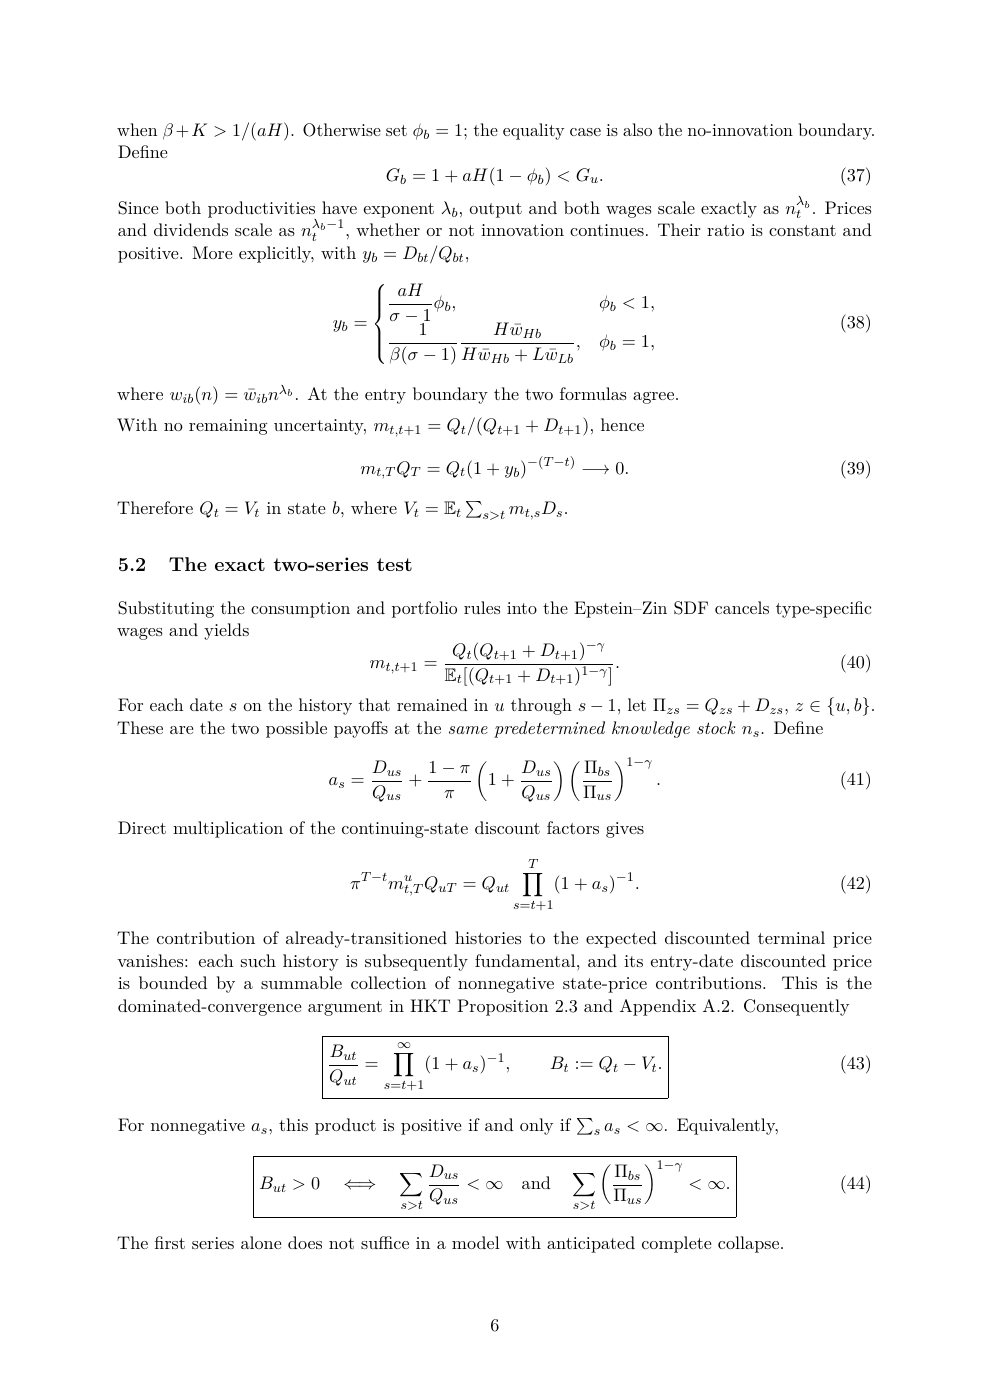 when β + K > 1/(aH). Otherwise set ϕ_b = 1; the equality case is also the no-innovation boundary.
Define
G_b = 1 + aH(1 − ϕ_b) < G_u. (37)
Since both productivities have exponent λ_b, output and both wages scale exactly as n_t^{λ_b}. Prices
and dividends scale as n_t^{λ_b−1}, whether or not innovation continues. Their ratio is constant and
positive. More explicitly, with y_b = D_{bt}/Q_{bt},
y_b = { \frac{aH}{σ − 1} ϕ_b, ϕ_b < 1,
\frac{1}{β(σ − 1)} \frac{H\bar{w}_{Hb}}{H\bar{w}_{Hb} + L\bar{w}_{Lb}}, ϕ_b = 1, (38)
where w_{ib}(n) = \bar{w}_{ib} n^{λ_b}. At the entry boundary the two formulas agree.
With no remaining uncertainty, m_{t,t+1} = Q_t/(Q_{t+1} + D_{t+1}), hence
m_{t,T} Q_T = Q_t(1 + y_b)^{−(T−t)} ⟶ 0. (39)
Therefore Q_t = V_t in state b, where V_t = 𝔼_t ∑_{s>t} m_{t,s} D_s.
5.2 The exact two-series test
Substituting the consumption and portfolio rules into the Epstein–Zin SDF cancels type-specific
wages and yields
m_{t,t+1} = \frac{Q_t(Q_{t+1} + D_{t+1})^{−γ}}{𝔼_t[(Q_{t+1} + D_{t+1})^{1−γ}]}. (40)
For each date s on the history that remained in u through s − 1, let Π_{zs} = Q_{zs} + D_{zs}, z ∈ {u, b}.
These are the two possible payoffs at the same predetermined knowledge stock n_s. Define
a_s = \frac{D_{us}}{Q_{us}} + \frac{1 − π}{π} (1 + \frac{D_{us}}{Q_{us}}) (\frac{Π_{bs}}{Π_{us}})^{1−γ}. (41)
Direct multiplication of the continuing-state discount factors gives
π^{T−t} m^u_{t,T} Q_{uT} = Q_{ut} ∏_{s=t+1}^{T} (1 + a_s)^{−1}. (42)
The contribution of already-transitioned histories to the expected discounted terminal price
vanishes: each such history is subsequently fundamental, and its entry-date discounted price
is bounded by a summable collection of nonnegative state-price contributions. This is the
dominated-convergence argument in HKT Proposition 2.3 and Appendix A.2. Consequently
\frac{B_{ut}}{Q_{ut}} = ∏_{s=t+1}^{∞} (1 + a_s)^{−1}, B_t := Q_t − V_t. (43)
For nonnegative a_s, this product is positive if and only if ∑_s a_s < ∞. Equivalently,
B_{ut} > 0 ⟺ ∑_{s>t} \frac{D_{us}}{Q_{us}} < ∞ and ∑_{s>t} (\frac{Π_{bs}}{Π_{us}})^{1−γ} < ∞. (44)
The first series alone does not suffice in a model with anticipated complete collapse.
6